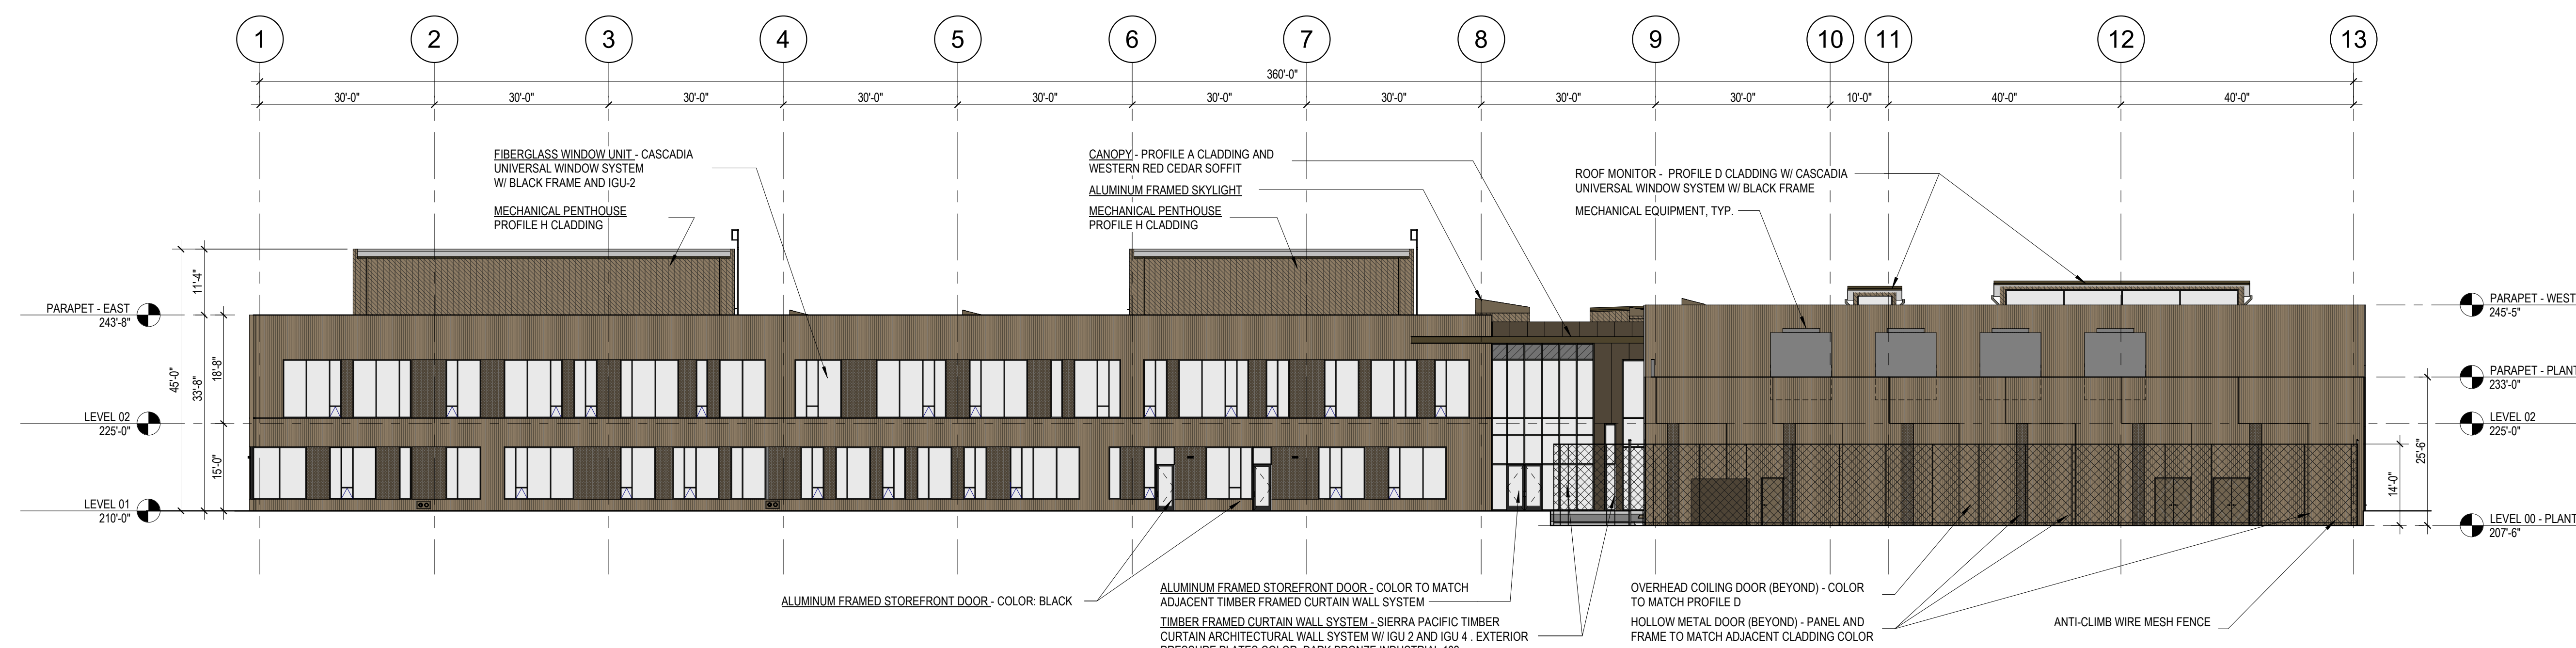 1 2 3 4 5 6 7 8 9 10 11 12 13
360'-0"
30'-0" 30'-0" 30'-0" 30'-0" 30'-0" 30'-0" 30'-0" 30'-0" 30'-0" 10'-0" 40'-0" 40'-0"
FIBERGLASS WINDOW UNIT - CASCADIA
UNIVERSAL WINDOW SYSTEM
W/ BLACK FRAME AND IGU-2
MECHANICAL PENTHOUSE
PROFILE H CLADDING
CANOPY - PROFILE A CLADDING AND
WESTERN RED CEDAR SOFFIT
ALUMINUM FRAMED SKYLIGHT
MECHANICAL PENTHOUSE
PROFILE H CLADDING
ROOF MONITOR - PROFILE D CLADDING W/ CASCADIA
UNIVERSAL WINDOW SYSTEM W/ BLACK FRAME
MECHANICAL EQUIPMENT, TYP.
PARAPET - EAST
243'-8"
LEVEL 02
225'-0"
LEVEL 01
210'-0"
45'-0"
11'-4"
33'-8"
18'-8"
15'-0"
PARAPET - WEST
245'-5"
PARAPET - PLANT
233'-0"
LEVEL 02
225'-0"
LEVEL 00 - PLANT
207'-6"
25'-6"
14'-0"
ALUMINUM FRAMED STOREFRONT DOOR - COLOR: BLACK
ALUMINUM FRAMED STOREFRONT DOOR - COLOR TO MATCH
ADJACENT TIMBER FRAMED CURTAIN WALL SYSTEM
TIMBER FRAMED CURTAIN WALL SYSTEM - SIERRA PACIFIC TIMBER
CURTAIN ARCHITECTURAL WALL SYSTEM W/ IGU 2 AND IGU 4 . EXTERIOR
PRESSURE PLATES COLOR: DARK BRONZE INDUSTRIAL
OVERHEAD COILING DOOR (BEYOND) - COLOR
TO MATCH PROFILE D
HOLLOW METAL DOOR (BEYOND) - PANEL AND
FRAME TO MATCH ADJACENT CLADDING COLOR
ANTI-CLIMB WIRE MESH FENCE